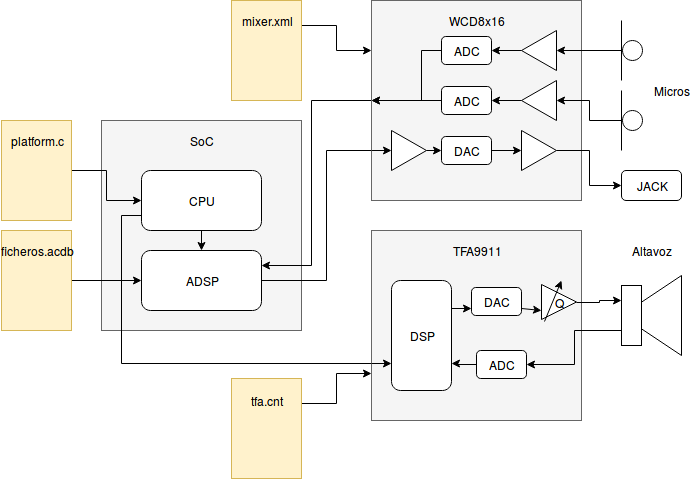 mixer.xml
WCD8x16
ADC
ADC
Micros
platform.c
SoC
DAC
CPU
JACK
ficheros.acdb
TFA9911
Altavoz
ADSP
DAC
Q
DSP
ADC
tfa.cnt